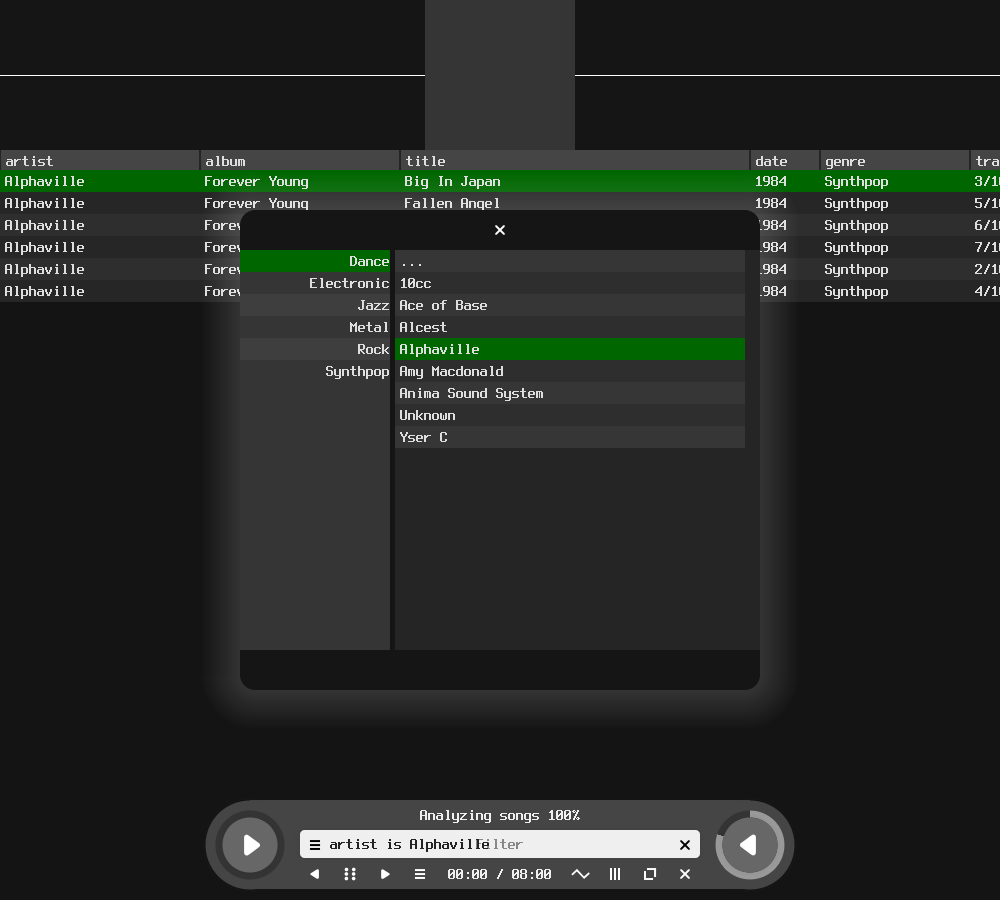 artist album title date genre tra
Alphaville Forever Young Big In Japan 1984 Synthpop 3/1
Alphaville Forever Young Fallen Angel 1984 Synthpop 5/1
Alphaville Forev 1984 Synthpop 6/1
Alphaville Forev 1984 Synthpop 7/1
Alphaville Forev 1984 Synthpop 2/1
Alphaville Forev 1984 Synthpop 4/1
Dance ...
Electronic 10cc
Jazz Ace of Base
Metal Alcest
Rock Alphaville
Synthpop Amy Macdonald
Anima Sound System
Unknown
Yser C
Analyzing songs 100%
artist is Alphaville Filter
00:00 / 08:00